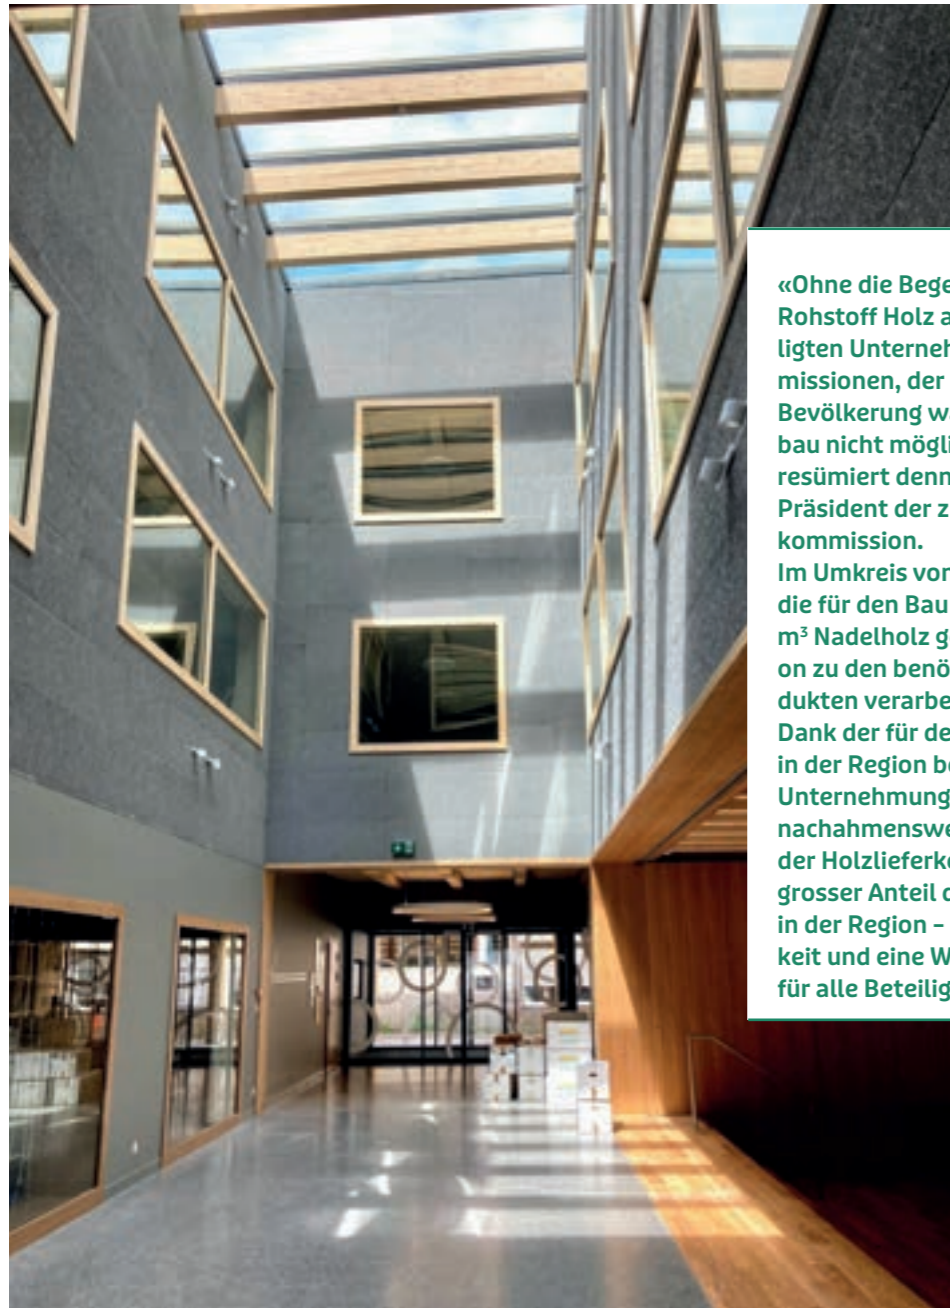 «Ohne die Bege
Rohstoff Holz a
ligten Unterneh
missionen, der
Bevölkerung w
bau nicht mögli
resümiert denn
Präsident der z
kommission.
Im Umkreis von
die für den Bau
m³ Nadelholz g
on zu den benö
dukten verarbe
Dank der für de
in der Region be
Unternehmung
nachahmenswe
der Holzlieferke
grosser Anteil d
in der Region –
keit und eine W
für alle Beteilig